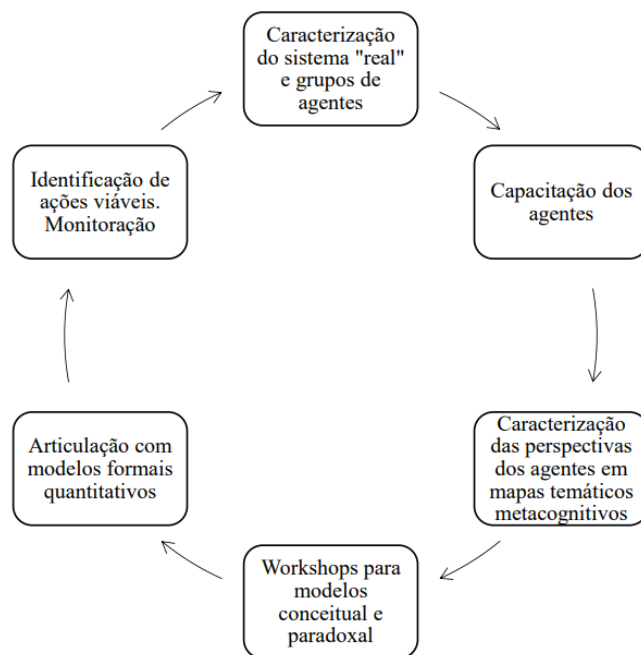 Caracterização
do sistema "real"
e grupos de
agentes
Capacitação dos
agentes
Caracterização
das perspectivas
dos agentes em
mapas temáticos
metacognitivos
Workshops para
modelos
conceitual e
paradoxal
Articulação com
modelos formais
quantitativos
Identificação de
ações viáveis.
Monitoração